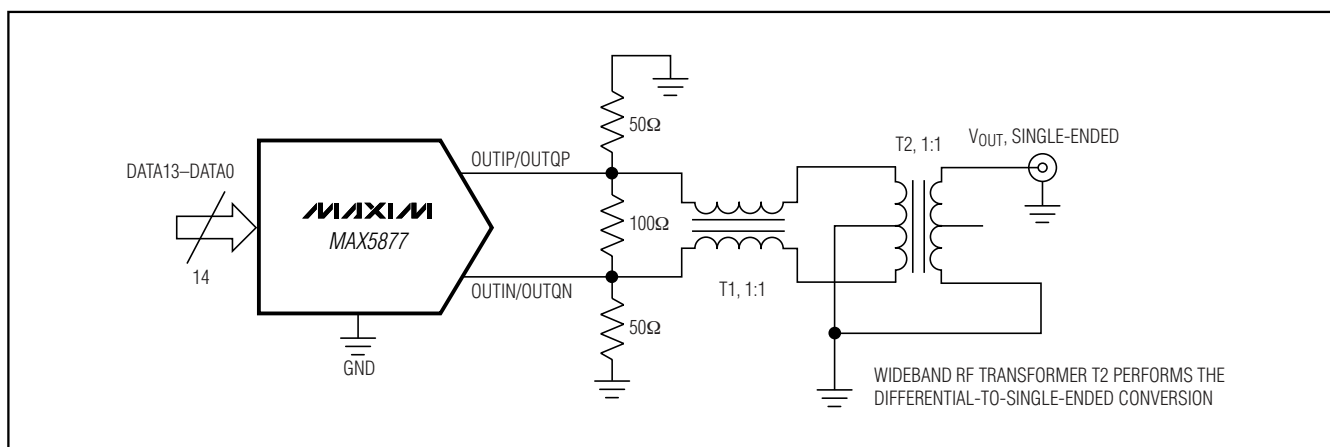 50Ω
T2, 1:1
VOUT, SINGLE-ENDED
OUTIP/OUTQP
DATA13–DATA0
MAXIM
MAX5877
100Ω
14
OUTIN/OUTQN
T1, 1:1
50Ω
GND
WIDEBAND RF TRANSFORMER T2 PERFORMS THE
DIFFERENTIAL-TO-SINGLE-ENDED CONVERSION